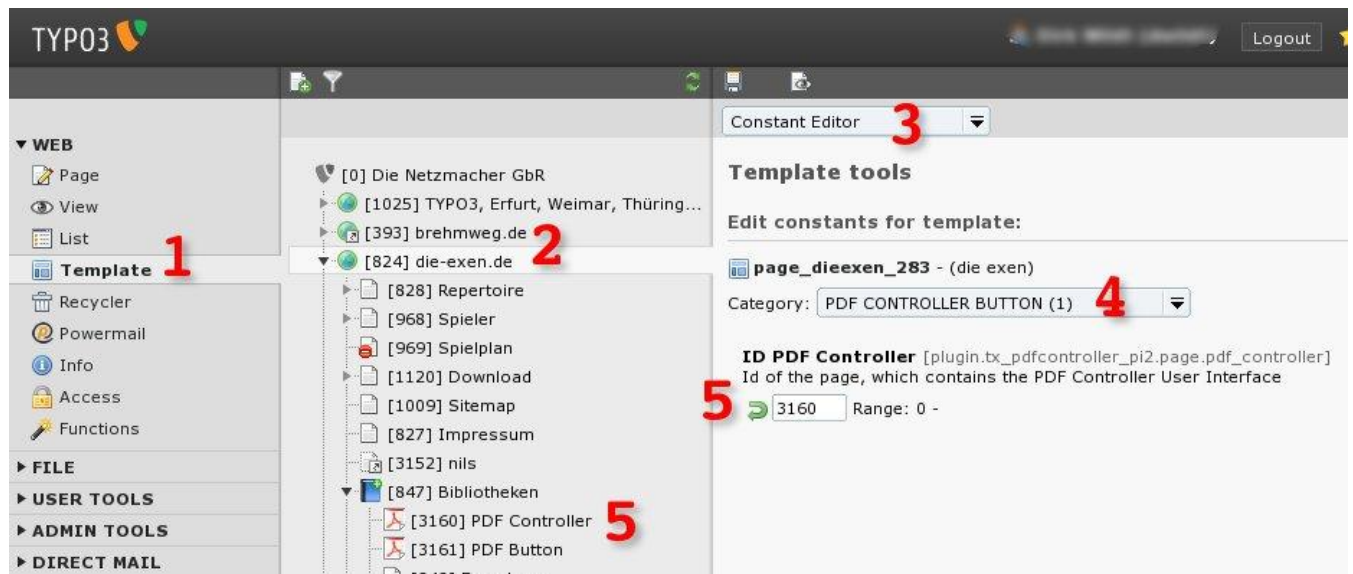 TYPO3
Logout
Constant Editor
3
WEB
Page
View
List
Template
1
Recycler
Powermail
Info
Access
Functions
FILE
USER TOOLS
ADMIN TOOLS
DIRECT MAIL
[0] Die Netzmacher GbR
[1025] TYPO3, Erfurt, Weimar, Thüring...
[393] brehmweg.de
2
[824] die-exen.de
[828] Repertoire
[968] Spieler
[969] Spielplan
[1120] Download
[1009] Sitemap
[827] Impressum
[3152] nils
[847] Bibliotheken
[3160] PDF Controller
5
[3161] PDF Button
Template tools
Edit constants for template:
page_dieexen_283 - (die exen)
Category: PDF CONTROLLER BUTTON (1)
4
ID PDF Controller [plugin.tx_pdfcontroller_pi2.page.pdf_controller]
Id of the page, which contains the PDF Controller User Interface
5
3160 Range: 0 -